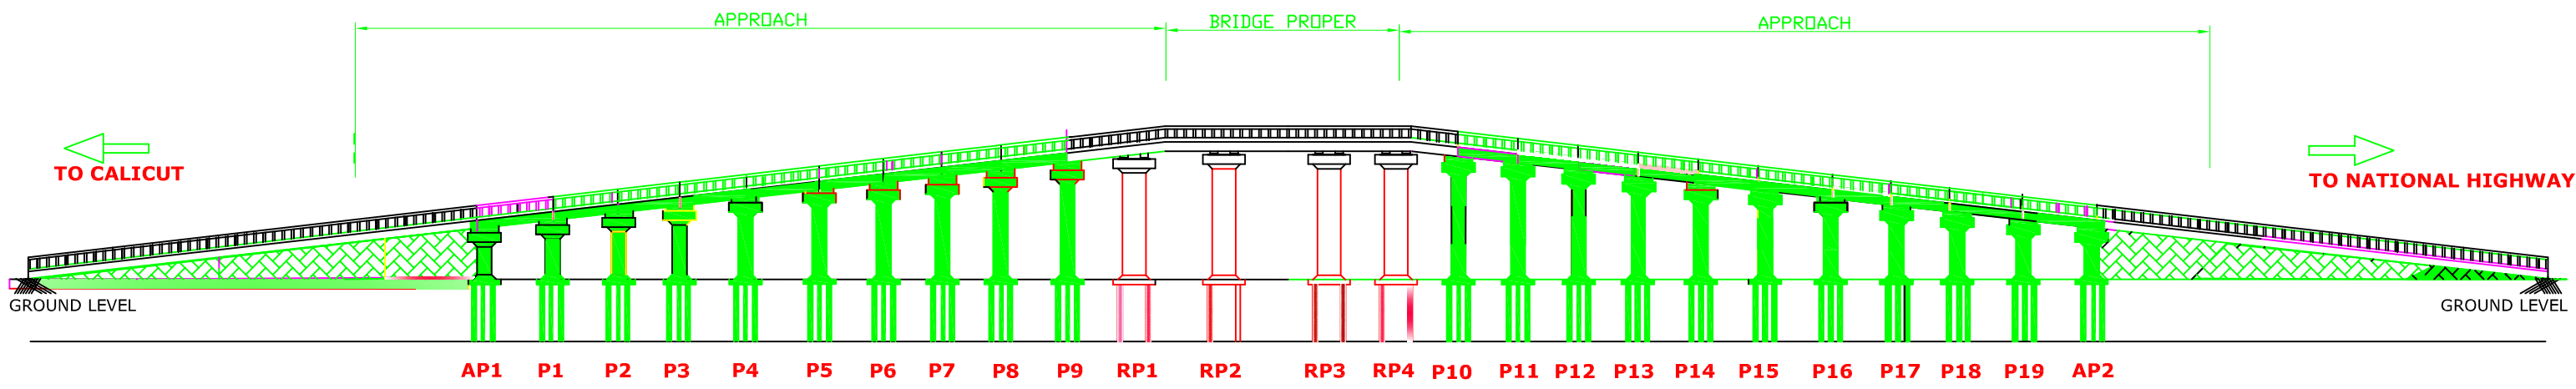 APPROACH
BRIDGE PROPER
APPROACH
TO CALICUT
TO NATIONAL HIGHWAY
GROUND LEVEL
GROUND LEVEL
AP1 P1 P2 P3 P4 P5 P6 P7 P8 P9 RP1 RP2 RP3 RP4 P10 P11 P12 P13 P14 P15 P16 P17 P18 P19 AP2